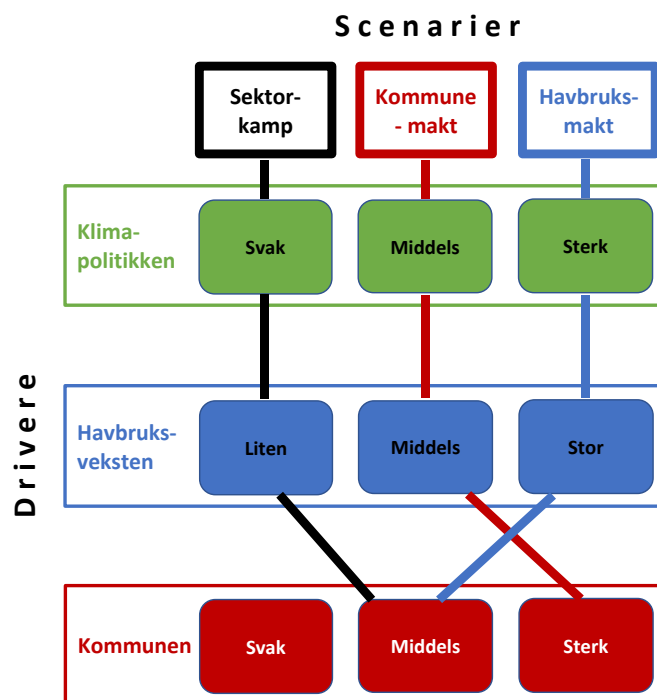 Scenarier
Sektor-
kamp
Kommune
- makt
Havbruks-
makt
Klima-
politikken
Svak
Middels
Sterk
Drivere
Havbruks-
veksten
Liten
Middels
Stor
Kommunen
Svak
Middels
Sterk